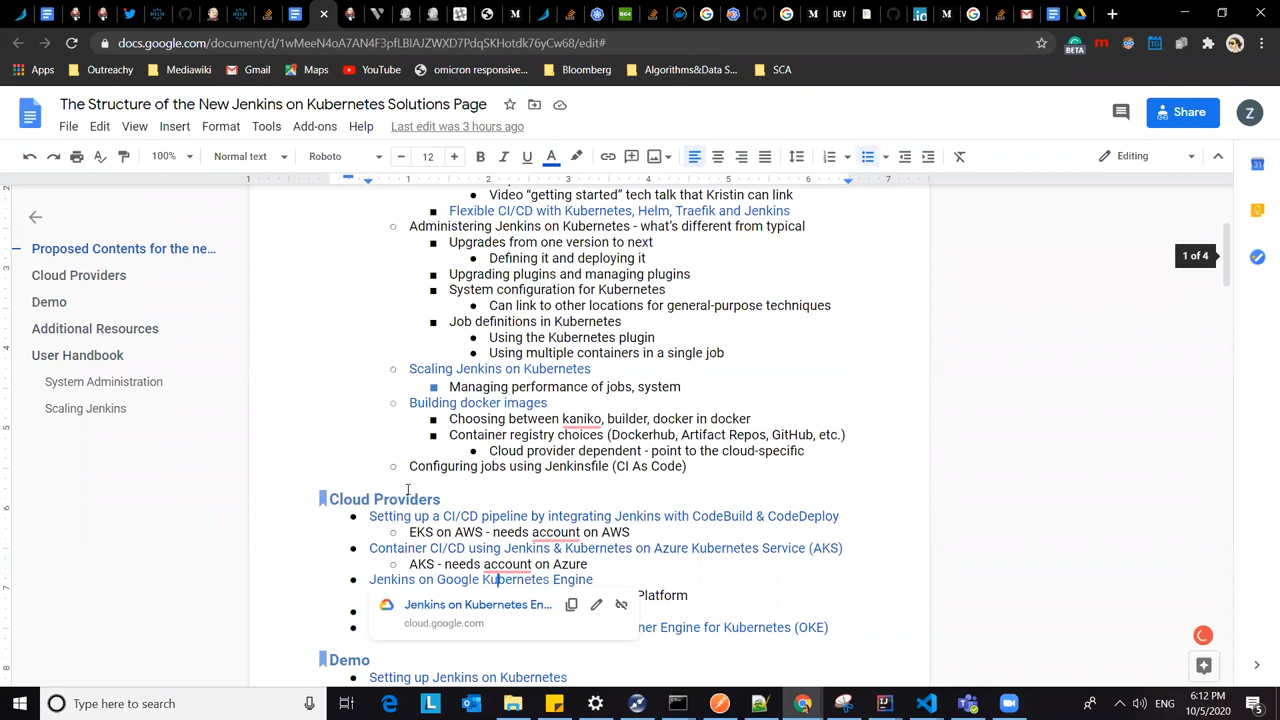 DEV
docs.google.com/document/d/1wMeeN4oA7AN4F3pfLBIAJZWXD7PdqSKHotdk76yCw68/edit#
BETA
Apps
Outreachy
Mediawiki
Gmail
Maps
YouTube
omicron responsive...
Bloomberg
Algorithms&Data S...
SCA
The Structure of the New Jenkins on Kubernetes Solutions Page
Share
Z
File Edit View Insert Format Tools Add-ons Help Last edit was 3 hours ago
100% Normal text Roboto 12 B I U A Editing
1 1 2 3 4 5 6 7
Video “getting started” tech talk that Kristin can link
Flexible CI/CD with Kubernetes, Helm, Traefik and Jenkins
Administering Jenkins on Kubernetes - what’s different from typical
Upgrades from one version to next
Defining it and deploying it
Upgrading plugins and managing plugins
System configuration for Kubernetes
Can link to other locations for general-purpose techniques
Job definitions in Kubernetes
Using the Kubernetes plugin
Using multiple containers in a single job
Scaling Jenkins on Kubernetes
Managing performance of jobs, system
Building docker images
Choosing between kaniko, builder, docker in docker
Container registry choices (Dockerhub, Artifact Repos, GitHub, etc.)
Cloud provider dependent - point to the cloud-specific
Configuring jobs using Jenkinsfile (CI As Code)
Cloud Providers
Setting up a CI/CD pipeline by integrating Jenkins with CodeBuild & CodeDeploy
EKS on AWS - needs account on AWS
Container CI/CD using Jenkins & Kubernetes on Azure Kubernetes Service (AKS)
AKS - needs account on Azure
Jenkins on Google Kubernetes Engine
Platform
Jenkins on Kubernetes En...
cloud.google.com
ner Engine for Kubernetes (OKE)
Demo
Setting up Jenkins on Kubernetes
Proposed Contents for the ne...
Cloud Providers
Demo
Additional Resources
User Handbook
System Administration
Scaling Jenkins
1 of 4
31
Type here to search
ENG
6:12 PM
10/5/2020
5